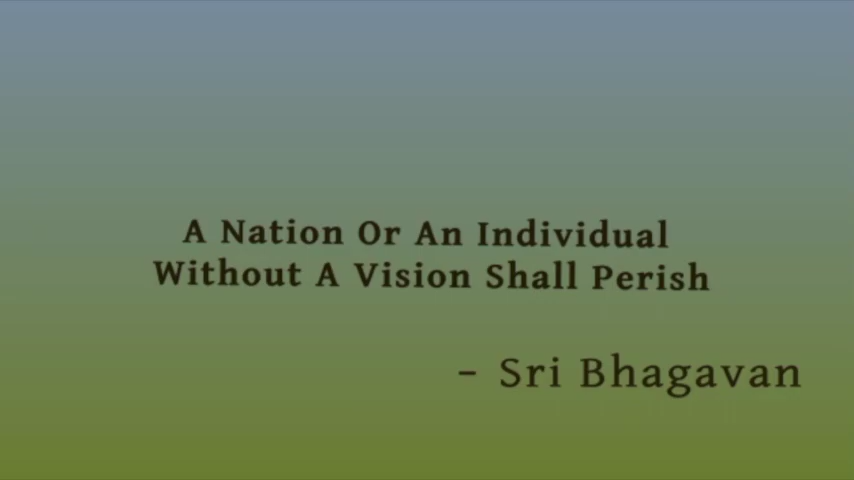 A Nation Or An Individual
Without A Vision Shall Perish
– Sri Bhagavan